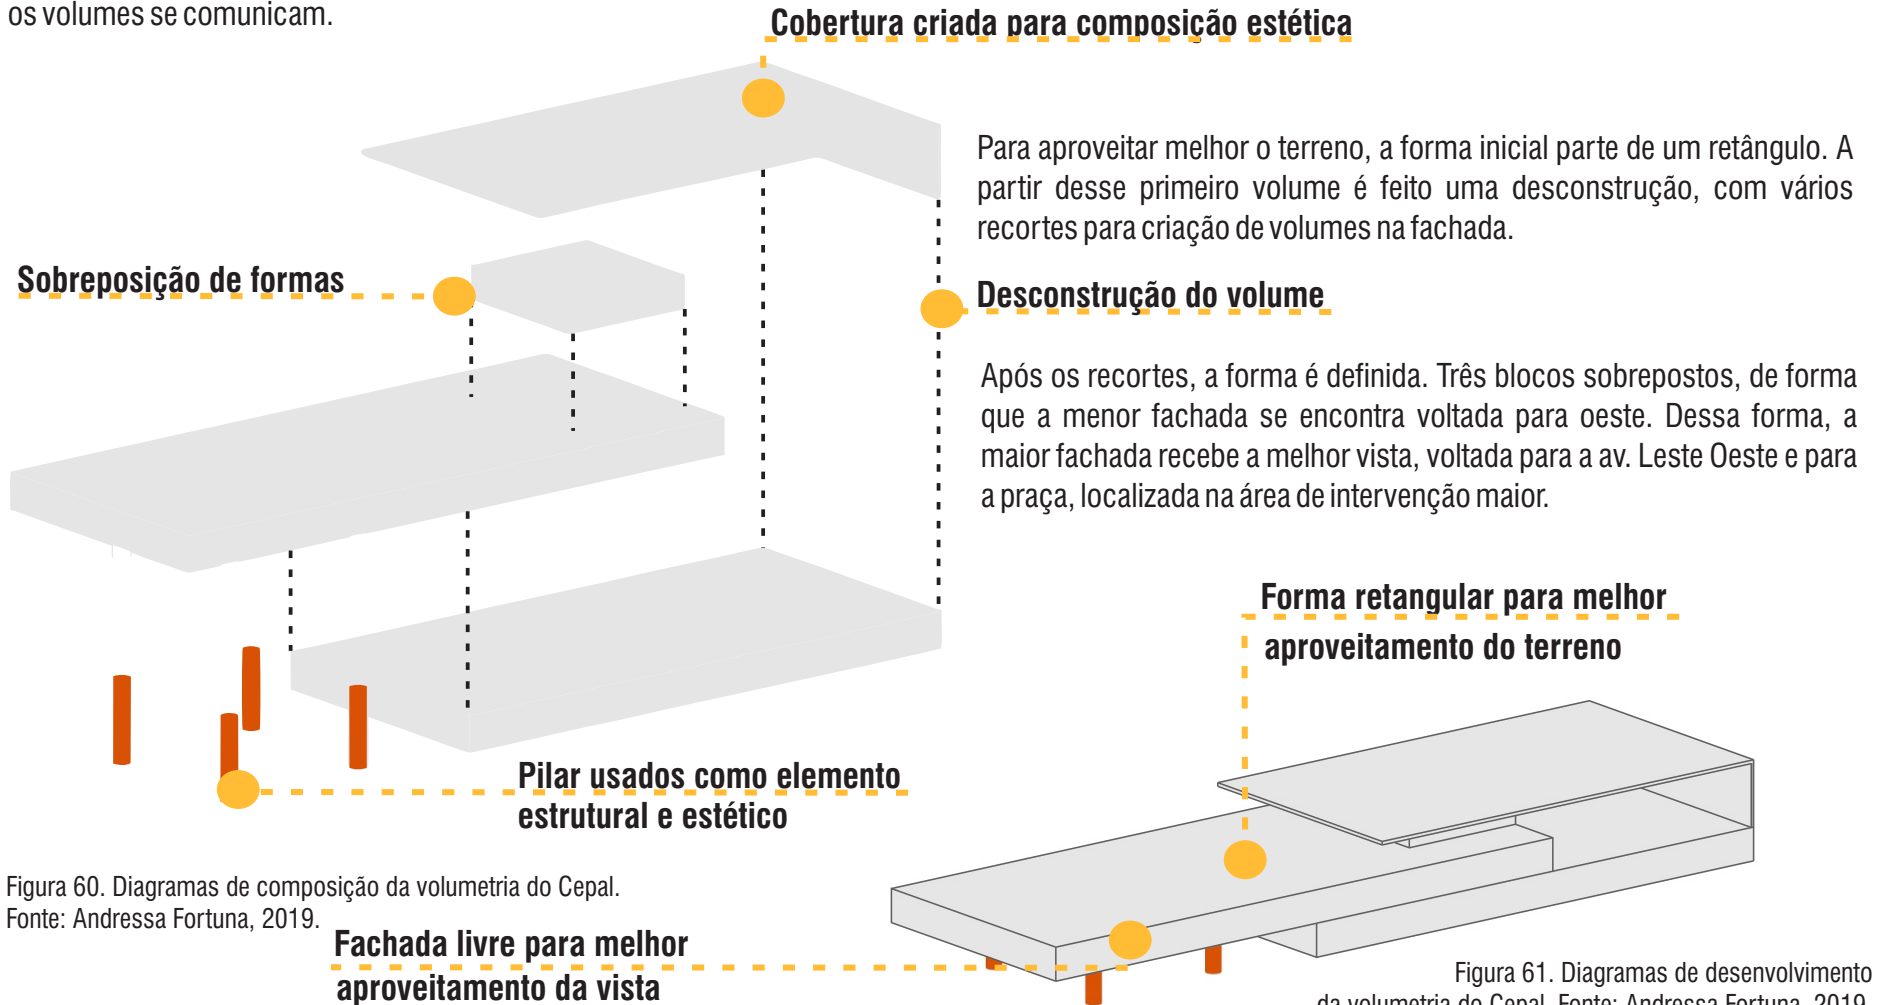 os volumes se comunicam.
Cobertura criada para composição estética
Para aproveitar melhor o terreno, a forma inicial parte de um retângulo. A
partir desse primeiro volume é feito uma desconstrução, com vários
recortes para criação de volumes na fachada.
Sobreposição de formas
Desconstrução do volume
Após os recortes, a forma é definida. Três blocos sobrepostos, de forma
que a menor fachada se encontra voltada para oeste. Dessa forma, a
maior fachada recebe a melhor vista, voltada para a av. Leste Oeste e para
a praça, localizada na área de intervenção maior.
Forma retangular para melhor
aproveitamento do terreno
Pilar usados como elemento
estrutural e estético
Figura 60. Diagramas de composição da volumetria do Cepal.
Fonte: Andressa Fortuna, 2019.
Fachada livre para melhor
aproveitamento da vista
Figura 61. Diagramas de desenvolvimento
da volumetria do Cepal. Fonte: Andressa Fortuna, 2019.